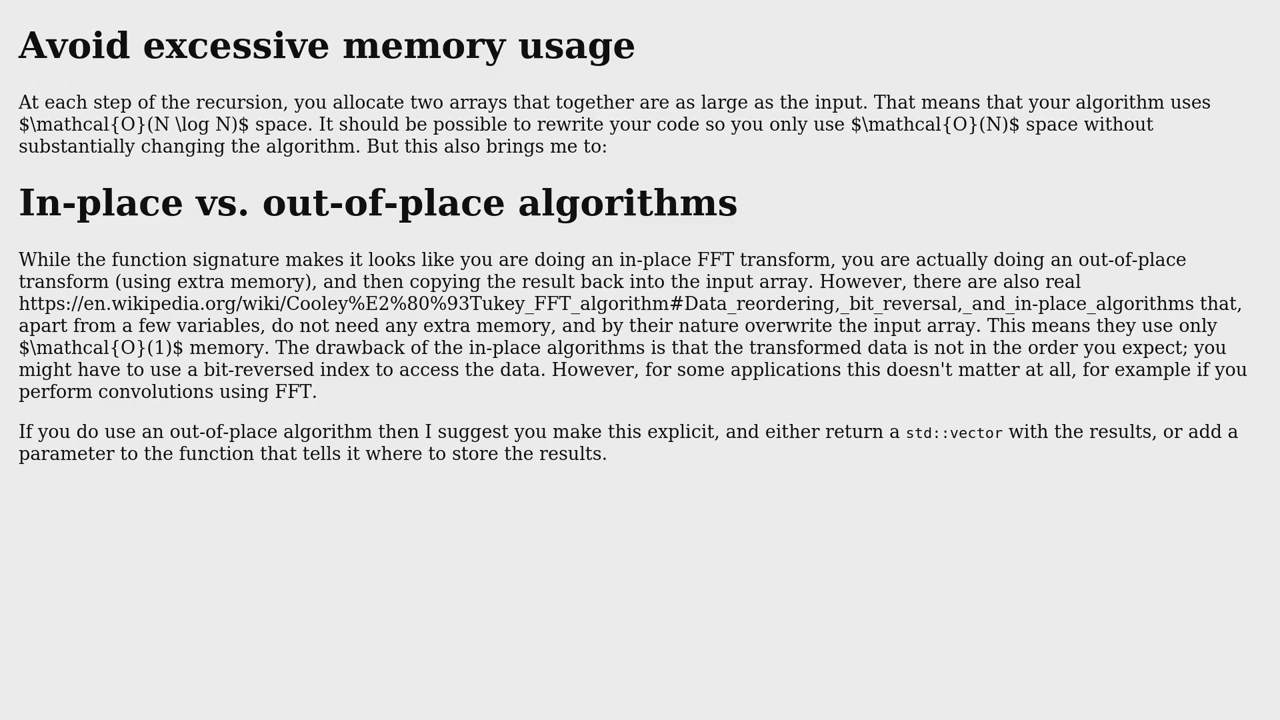 Avoid excessive memory usage
At each step of the recursion, you allocate two arrays that together are as large as the input. That means that your algorithm uses
$\mathcal{O}(N \log N)$ space. It should be possible to rewrite your code so you only use $\mathcal{O}(N)$ space without
substantially changing the algorithm. But this also brings me to:
In-place vs. out-of-place algorithms
While the function signature makes it looks like you are doing an in-place FFT transform, you are actually doing an out-of-place
transform (using extra memory), and then copying the result back into the input array. However, there are also real
https://en.wikipedia.org/wiki/Cooley%E2%80%93Tukey_FFT_algorithm#Data_reordering,_bit_reversal,_and_in-place_algorithms that,
apart from a few variables, do not need any extra memory, and by their nature overwrite the input array. This means they use only
$\mathcal{O}(1)$ memory. The drawback of the in-place algorithms is that the transformed data is not in the order you expect; you
might have to use a bit-reversed index to access the data. However, for some applications this doesn't matter at all, for example if you
perform convolutions using FFT.
If you do use an out-of-place algorithm then I suggest you make this explicit, and either return a std::vector with the results, or add a
parameter to the function that tells it where to store the results.